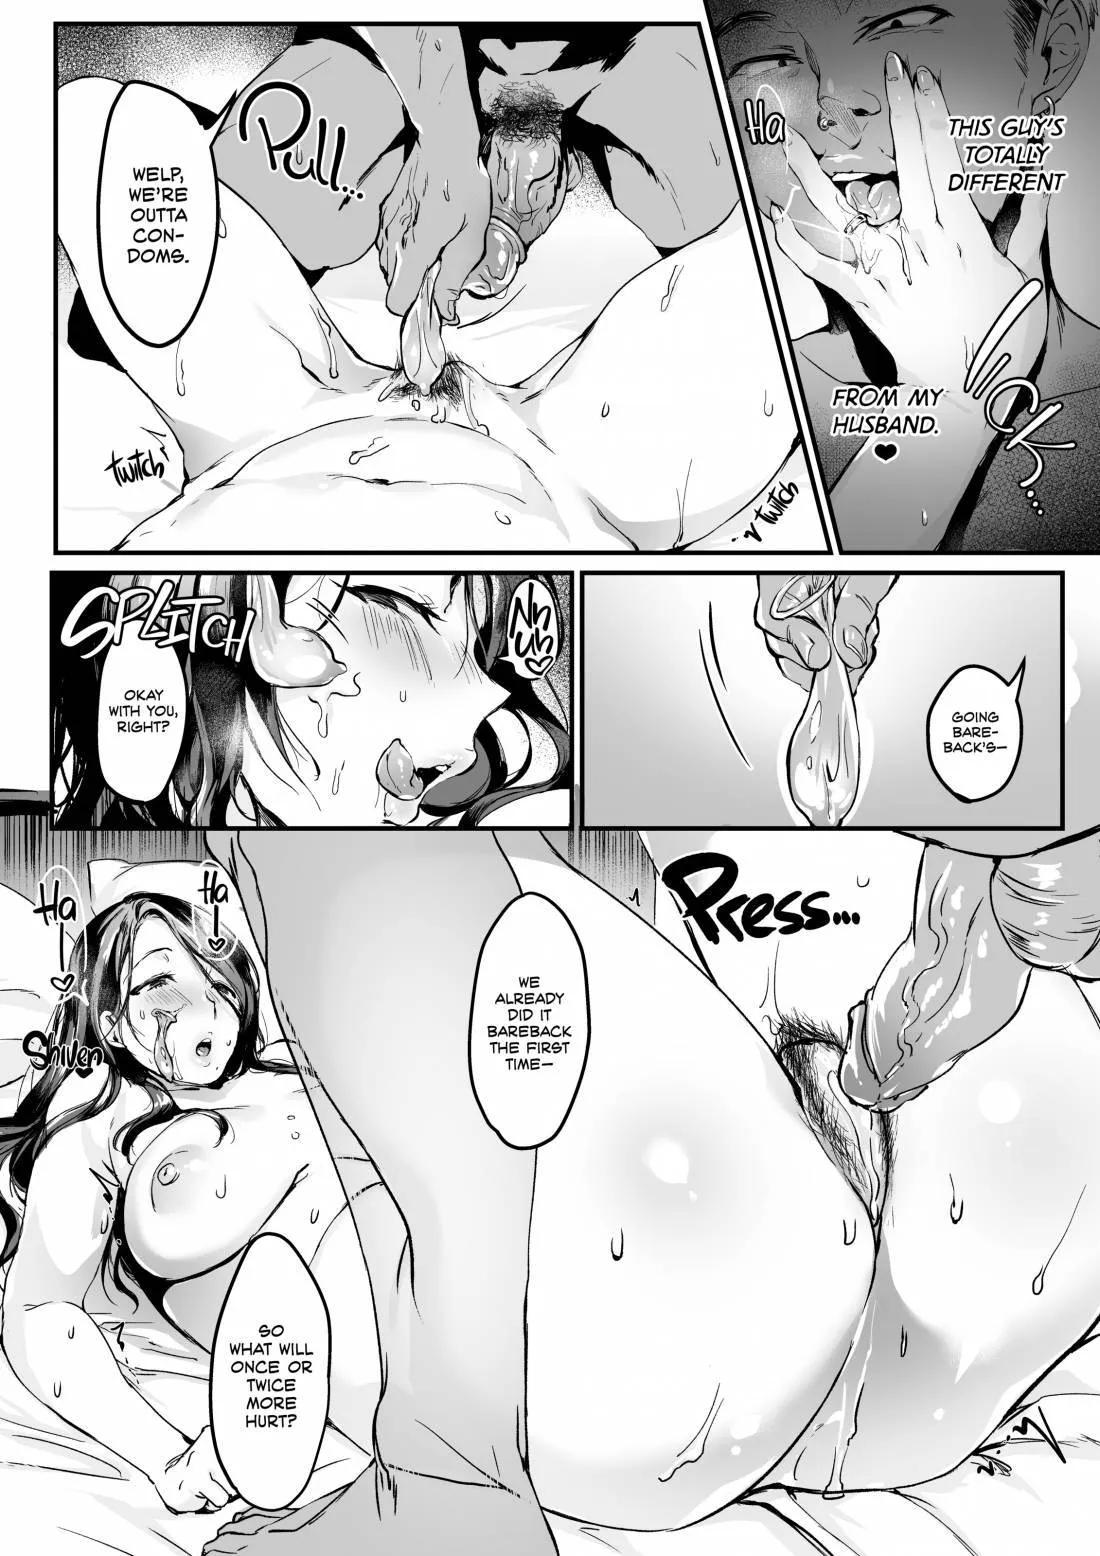 THIS GUY'S
TOTALLY
DIFFERENT
Ha
FROM MY
HUSBAND.
LICK...
WELP,
WE'RE
OUTTA
CON-
DOMS.
Pull...
twitch
twitch
GOING
BARE-
BACK'S—
SPLITCH
Nn
uh
OKAY
WITH YOU,
RIGHT?
Press...
Ha
Ha
Shiver
WE
ALREADY
DID IT
BAREBACK
THE FIRST
TIME—
SO
WHAT WILL
ONCE OR
TWICE
MORE
HURT?